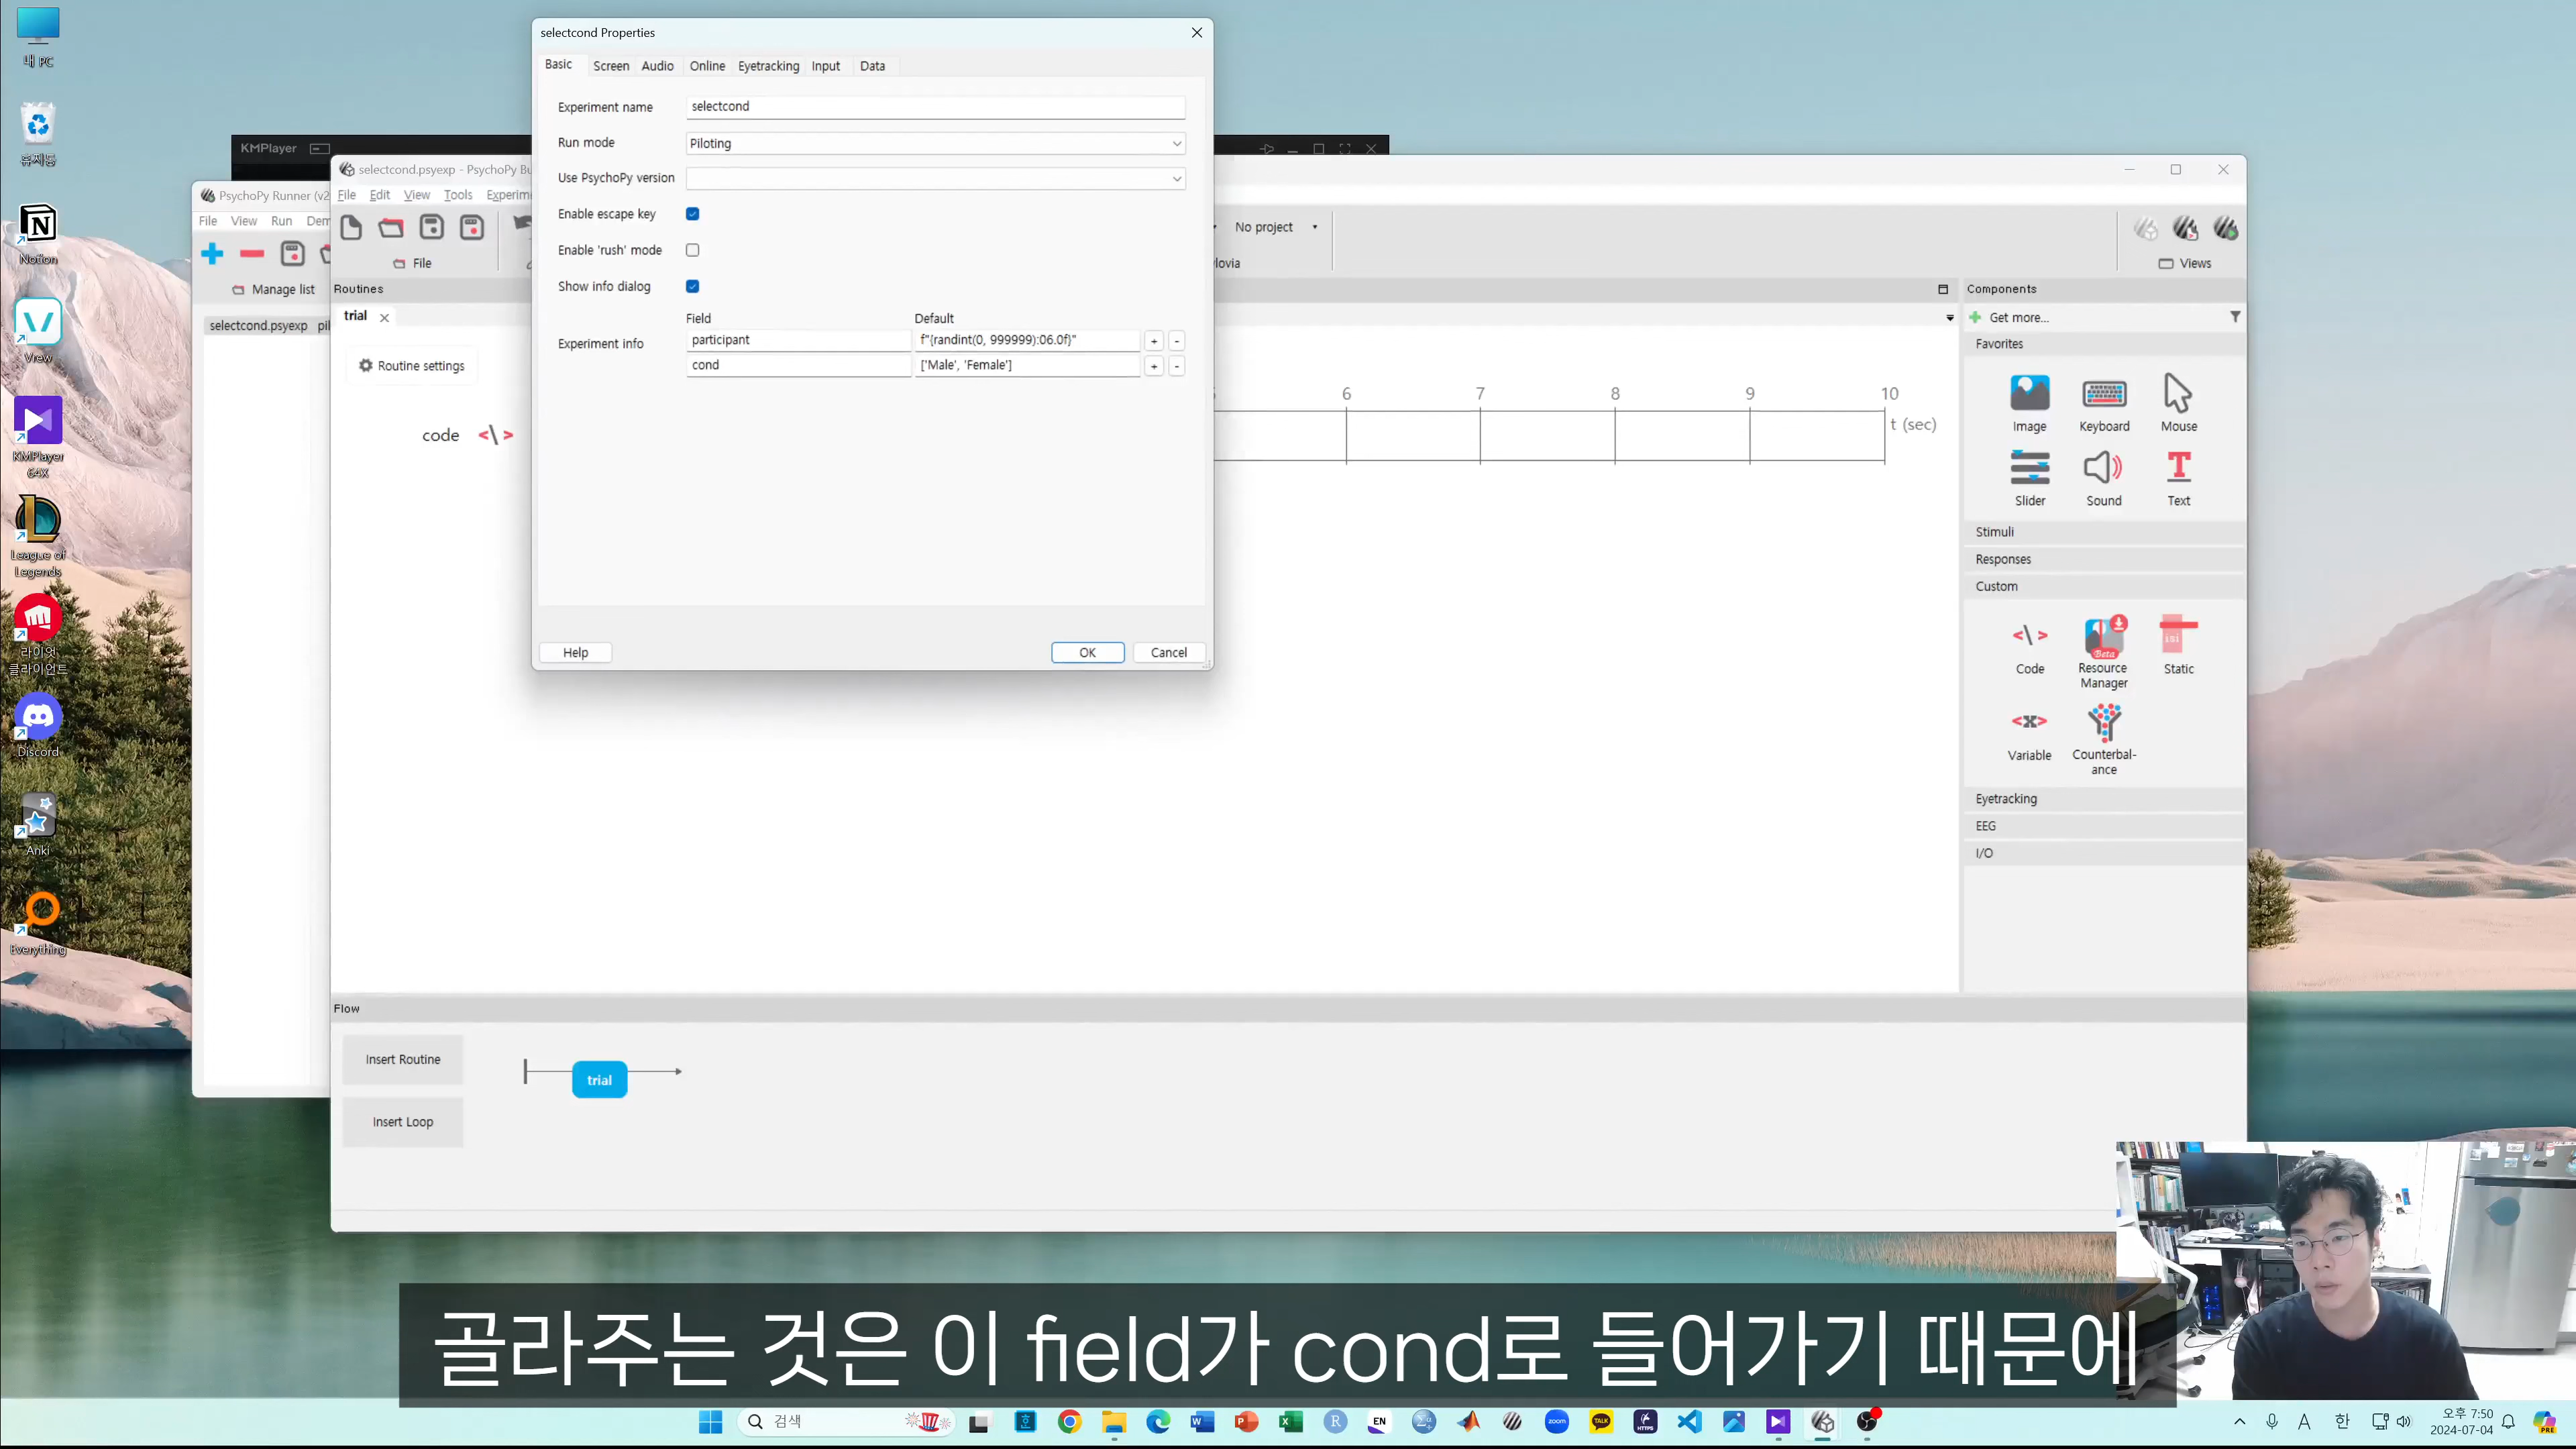 내 PC
휴지통
Notion
Vrew
KMPlayer
64X
League of
Legends
라이엇
클라이언트
Discord
Anki
Everything
KMPlayer
PsychoPy Runner (v2
File View Run Dem
Manage list
selectcond.psyexp pil
selectcond.psyexp - PsychoPy Bu
File Edit View Tools Experim
File
No project
lovia
Views
Routines
trial
Routine settings
code
6 7 8 9 10
t (sec)
selectcond Properties
Basic Screen Audio Online Eyetracking Input Data
Experiment name selectcond
Run mode Piloting
Use PsychoPy version
Enable escape key
Enable 'rush' mode
Show info dialog
Field Default
Experiment info participant f"{randint(0, 999999):06.0f}" + -
cond ['Male', 'Female'] + -
Help OK Cancel
Components
Get more...
Favorites
Image Keyboard Mouse
Slider Sound Text
Stimuli
Responses
Custom
Beta
Code Resource Manager Static
Variable Counterbal-
ance
Eyetracking
EEG
I/O
Flow
Insert Routine
trial
Insert Loop
골라주는 것은 이 field가 cond로 들어가기 때문에
검색
EN
zoom
TALK
HTTPS
A 한
오후 7:50
2024-07-04
PRE